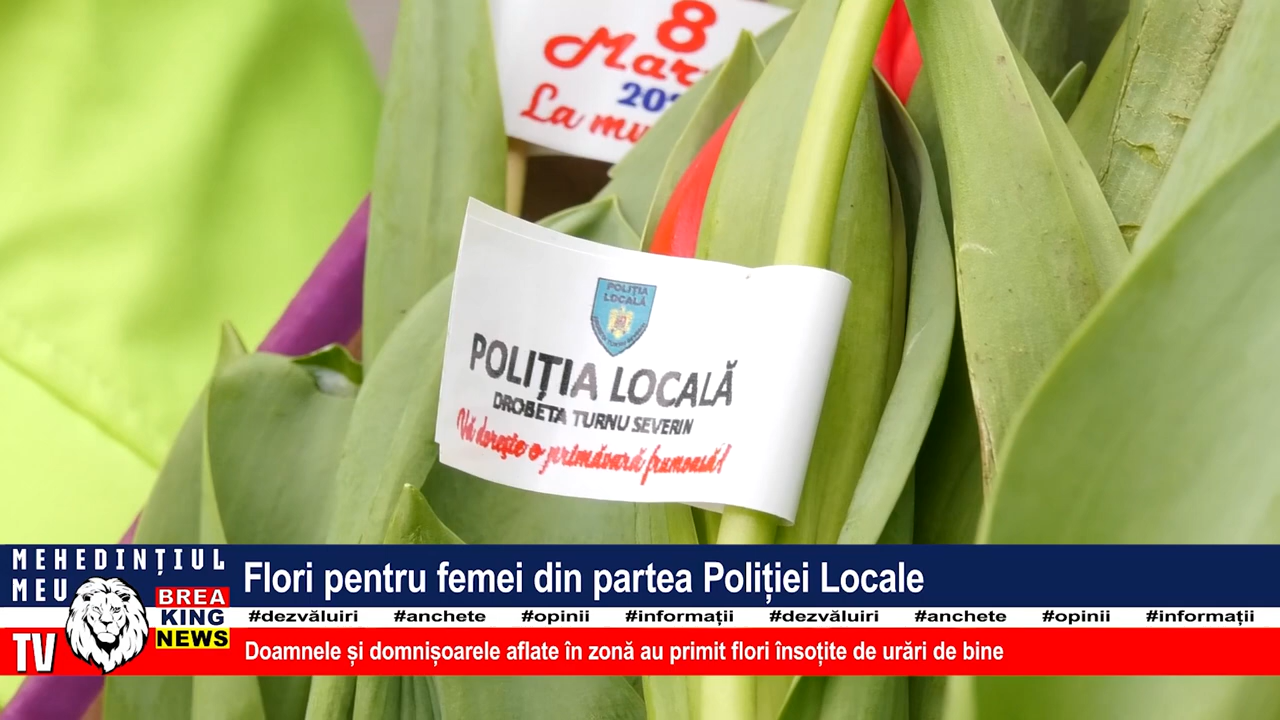 8
Mar
20
La mu
POLIȚIA
LOCALĂ
POLIȚIA LOCALĂ
DROBETA TURNU SEVERIN
Vă dorește o primăvară frumoasă!
MEHEDINȚIUL
MEU
TV
BREA
KING
NEWS
Flori pentru femei din partea Poliției Locale
#dezvăluiri #anchete #opinii #informații #dezvăluiri #anchete #opinii #informații
Doamnele și domnișoarele aflate în zonă au primit flori însoțite de urări de bine